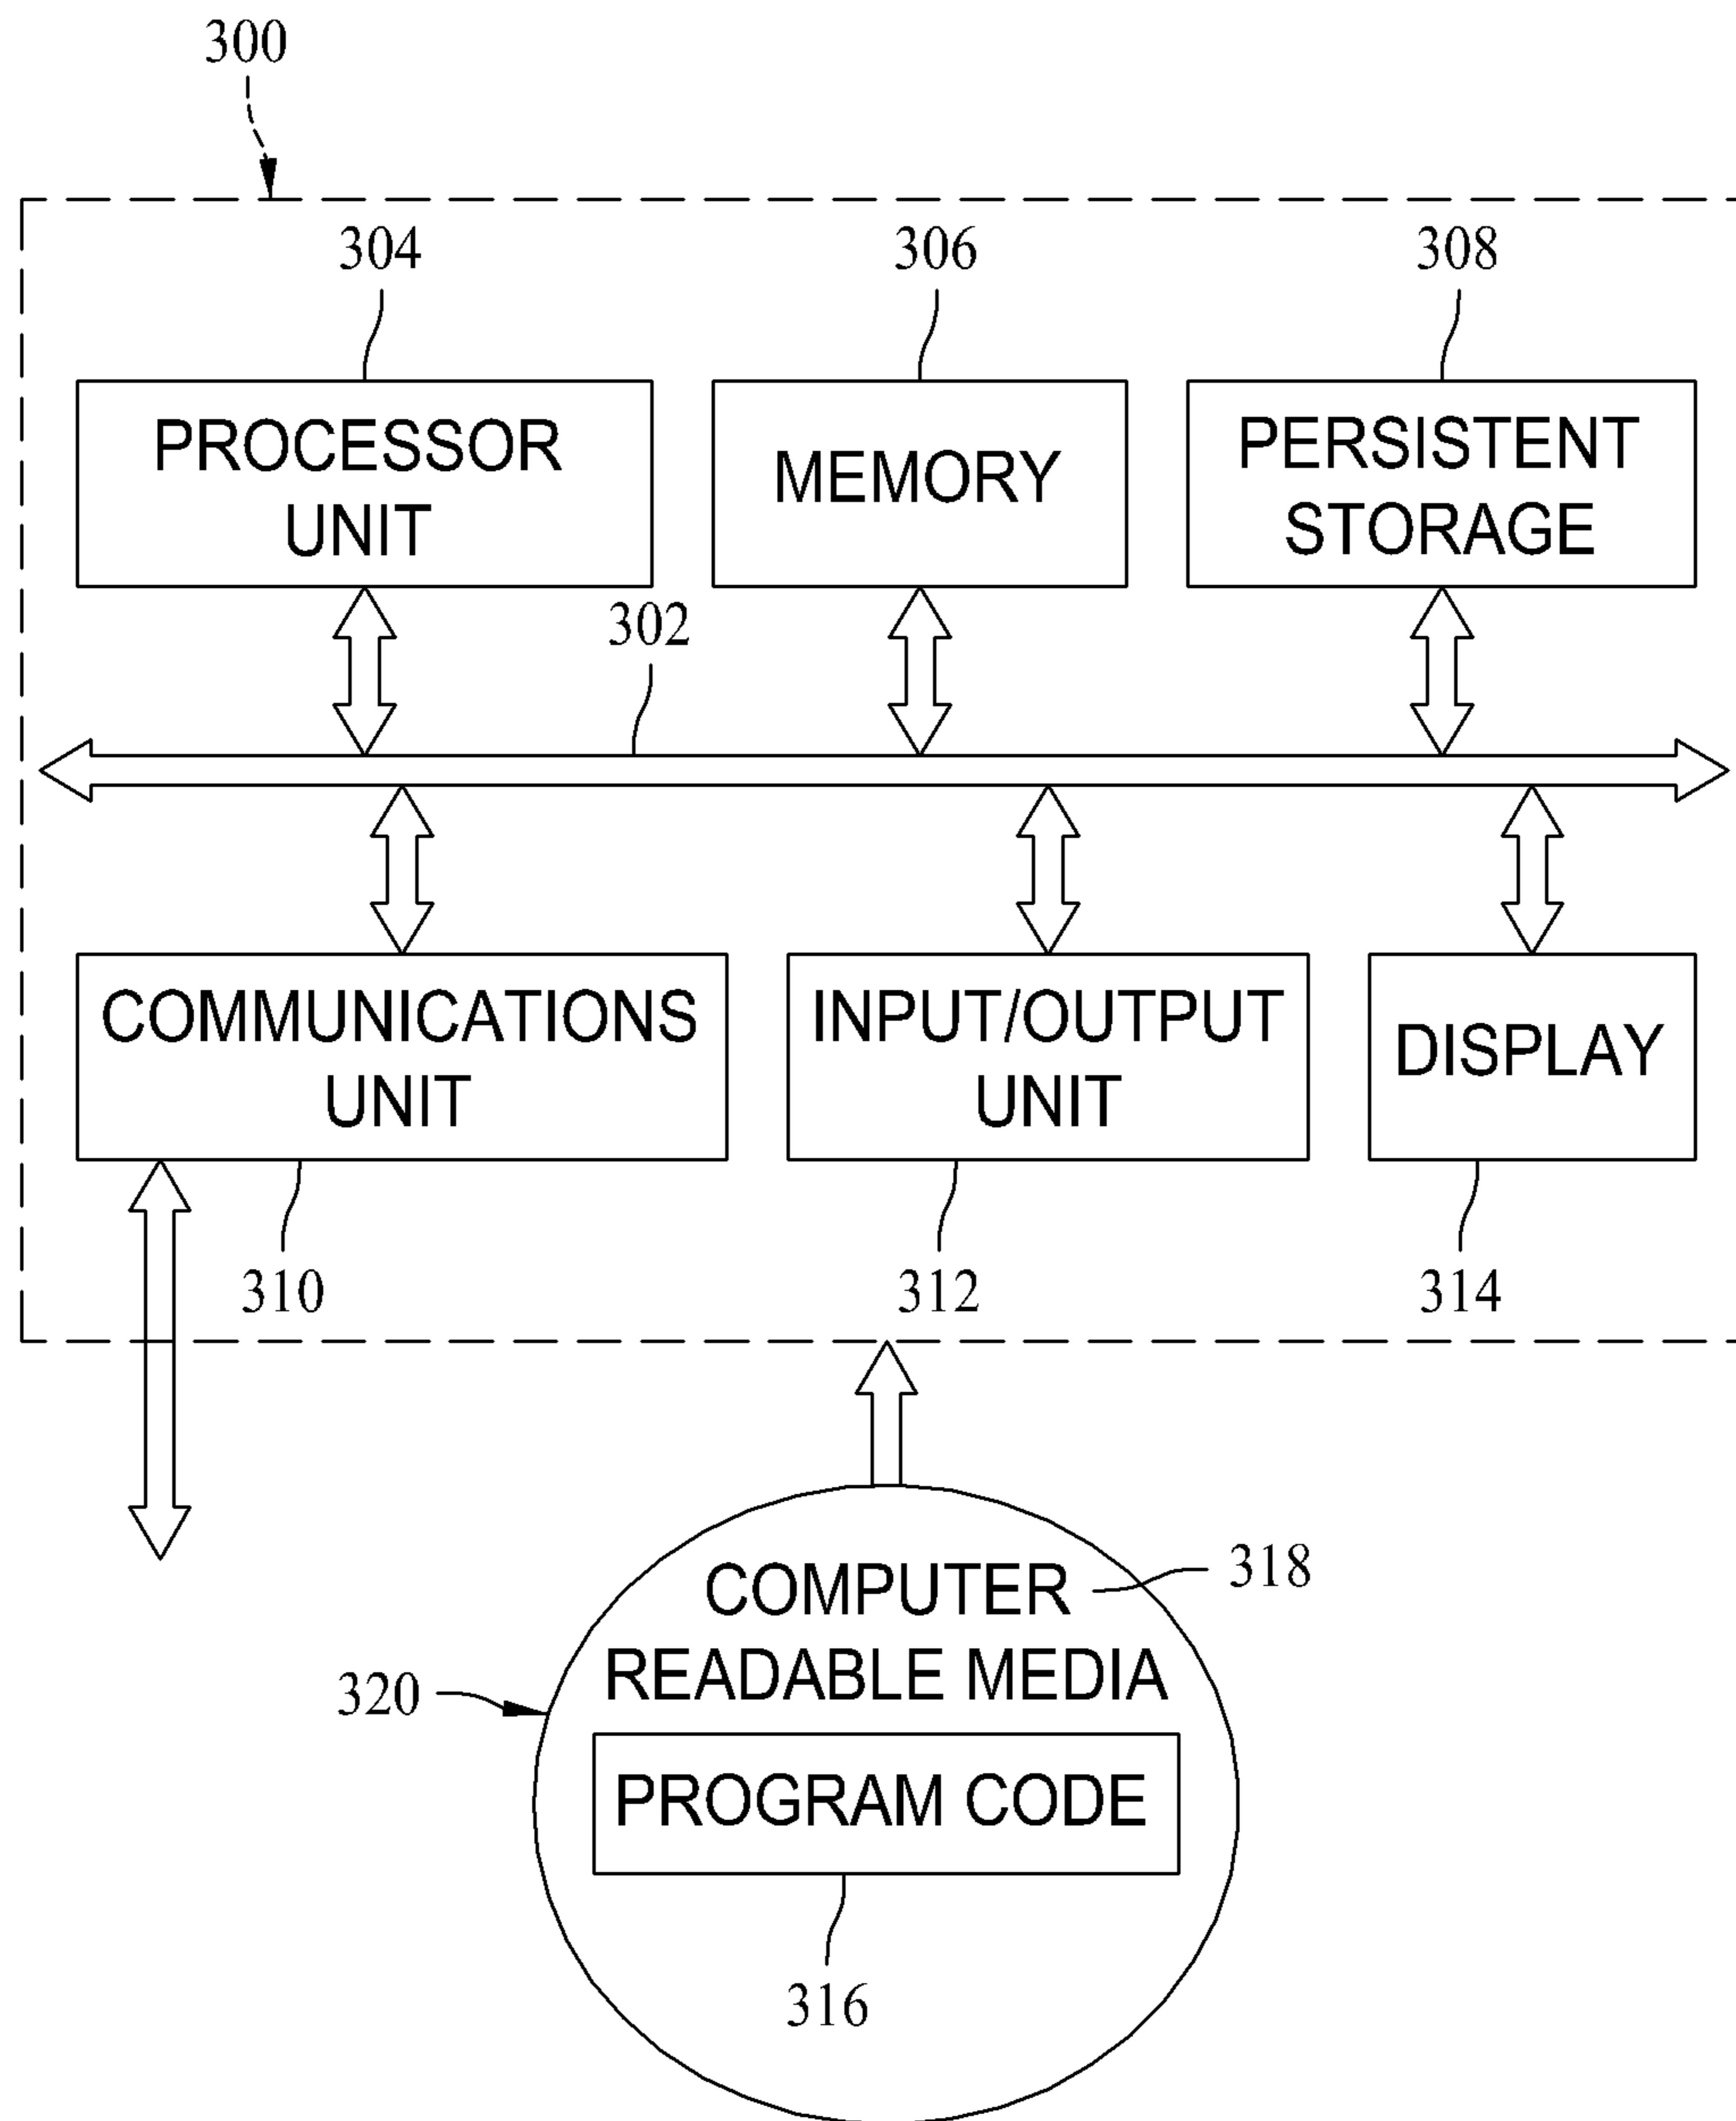 300
304
306
308
PROCESSOR
UNIT
MEMORY
PERSISTENT
STORAGE
302
COMMUNICATIONS
UNIT
INPUT/OUTPUT
UNIT
DISPLAY
310
312
314
COMPUTER
READABLE MEDIA
318
320
PROGRAM CODE
316